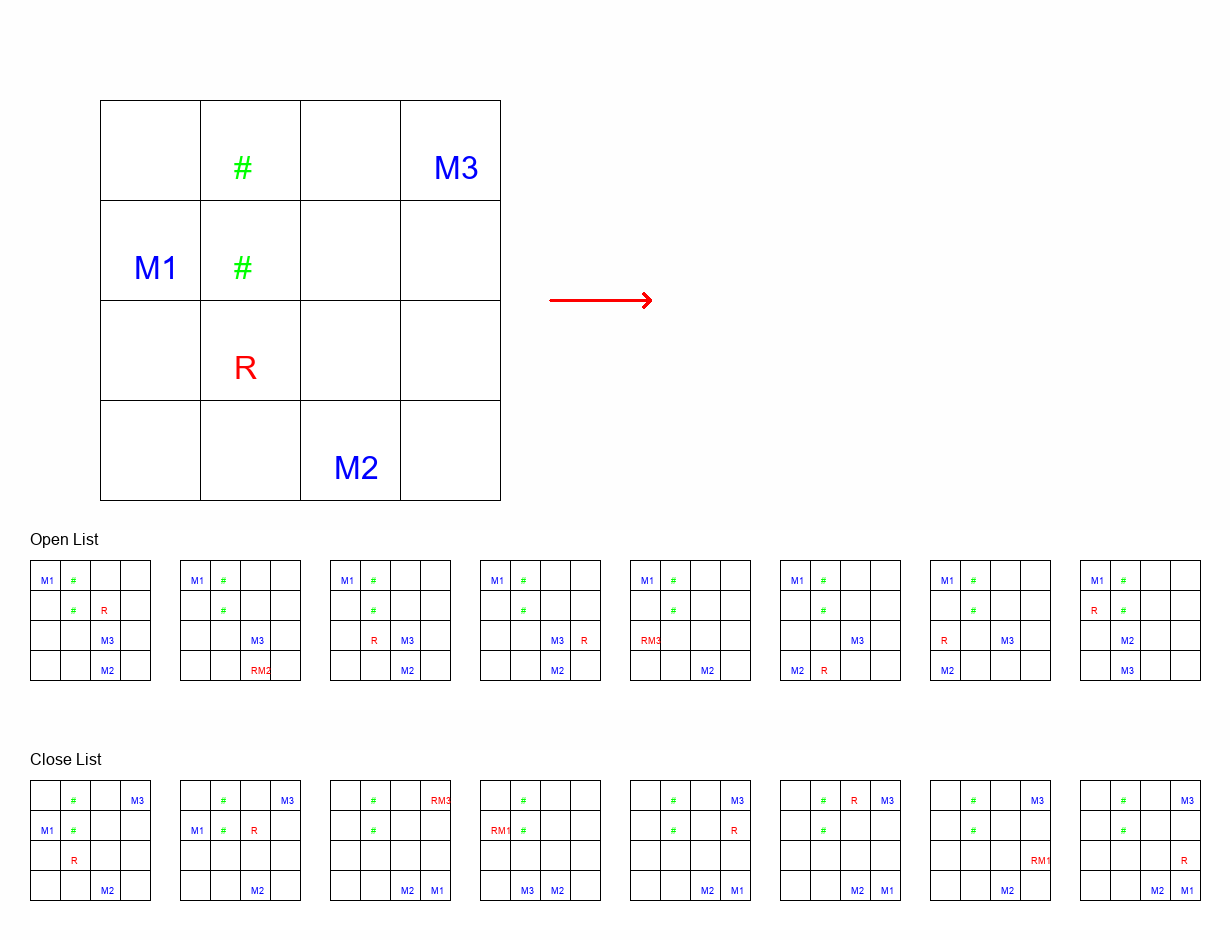 # M3
M1 #
R
M2
Open List
M1 # M1 # M1 # M1 # M1 # M1 # M1 # M1 #
# R # # # # # # R #
M3 M3 R M3 M3 R RM3 M3 R M3 M2
M2 RM2 M2 M2 M2 M2 R M2 M3
Close List
# M3 # M3 # RM3 # # M3 # R M3 # M3 # M3
M1 # M1 # R # RM1 # # R # # #
R RM1 R
M2 M2 M2 M1 M3 M2 M2 M1 M2 M1 M2 M2 M1